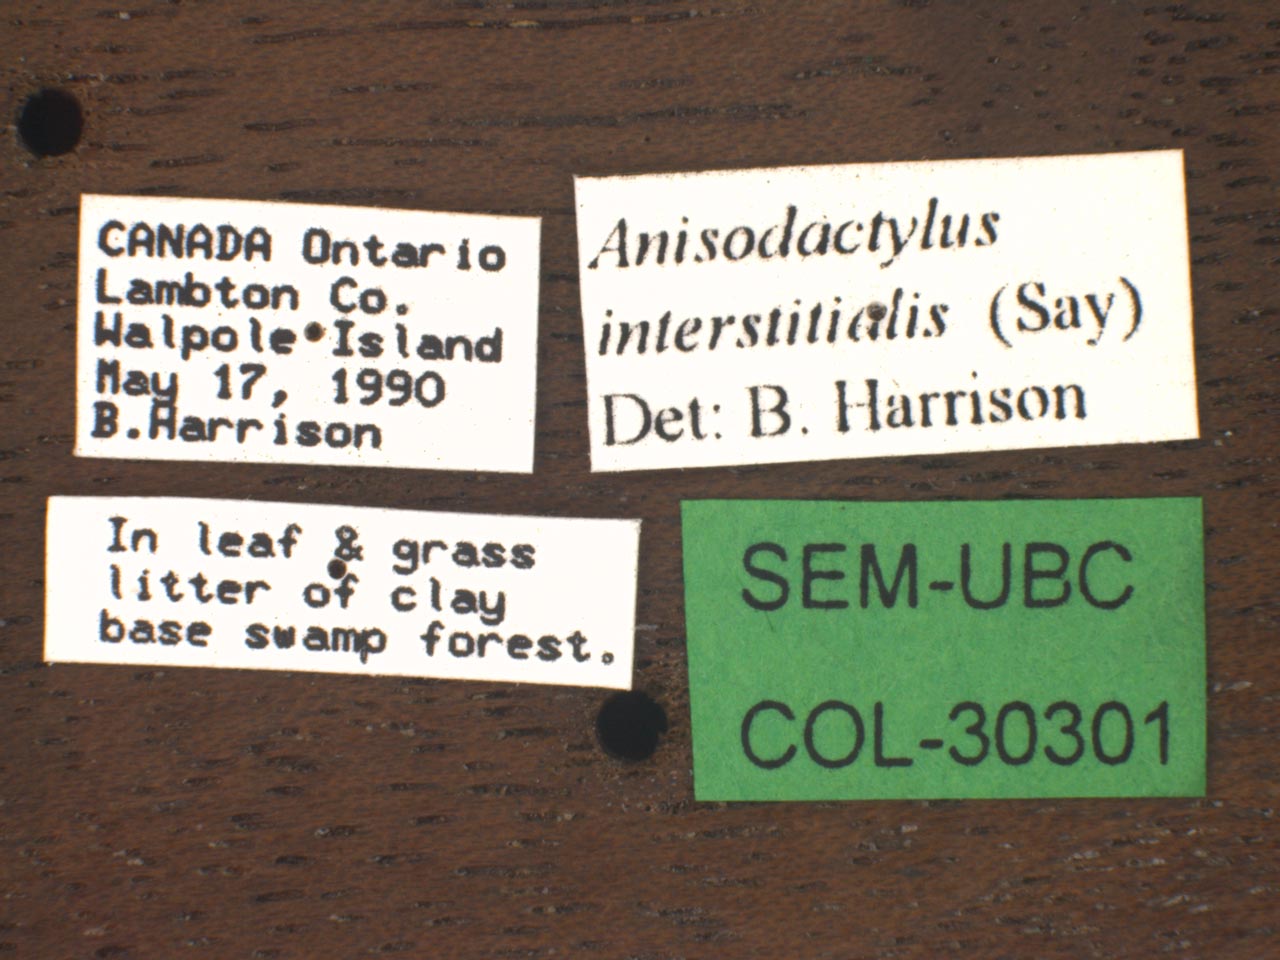 CANADA Ontario
Lambton Co.
Walpole Island
May 17, 1990
B.Harrison
Anisodactylus
interstitialis (Say)
Det: B. Harrison
In leaf & grass
litter of clay
base swamp forest.
SEM-UBC
COL-30301